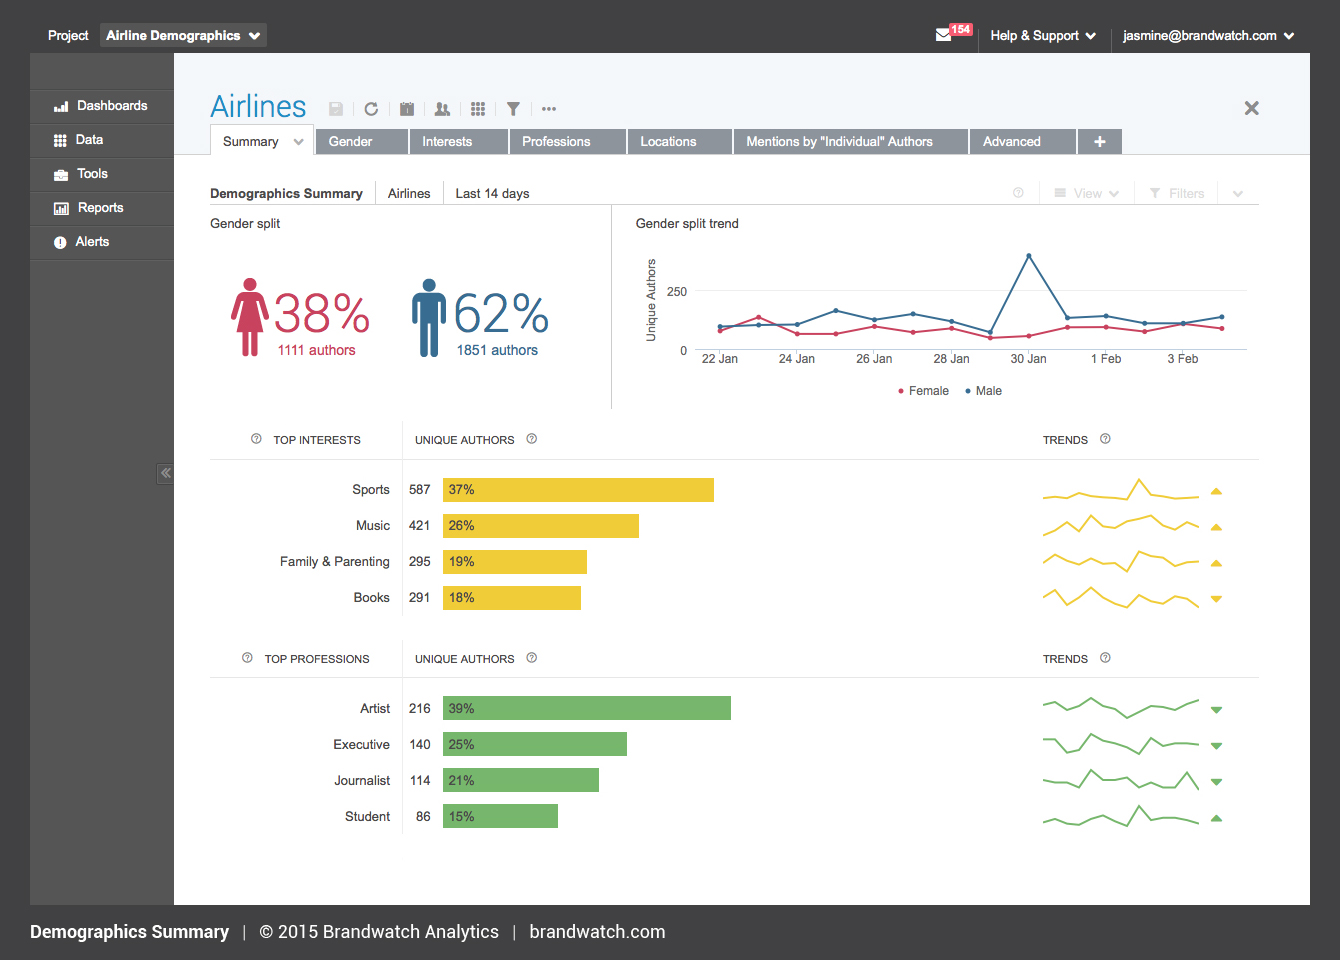 Project Airline Demographics 154 Help & Support jasmine@brandwatch.com
Dashboards
Data
Tools
Reports
Alerts
Airlines
Summary Gender Interests Professions Locations Mentions by "Individual" Authors Advanced +
Demographics Summary Airlines Last 14 days View Filters
Gender split
38%
1111 authors
62%
1851 authors
Gender split trend
Unique Authors
250
0
22 Jan 24 Jan 26 Jan 28 Jan 30 Jan 1 Feb 3 Feb
Female Male
TOP INTERESTS UNIQUE AUTHORS TRENDS
Sports 587 37%
Music 421 26%
Family & Parenting 295 19%
Books 291 18%
TOP PROFESSIONS UNIQUE AUTHORS TRENDS
Artist 216 39%
Executive 140 25%
Journalist 114 21%
Student 86 15%
Demographics Summary | © 2015 Brandwatch Analytics | brandwatch.com